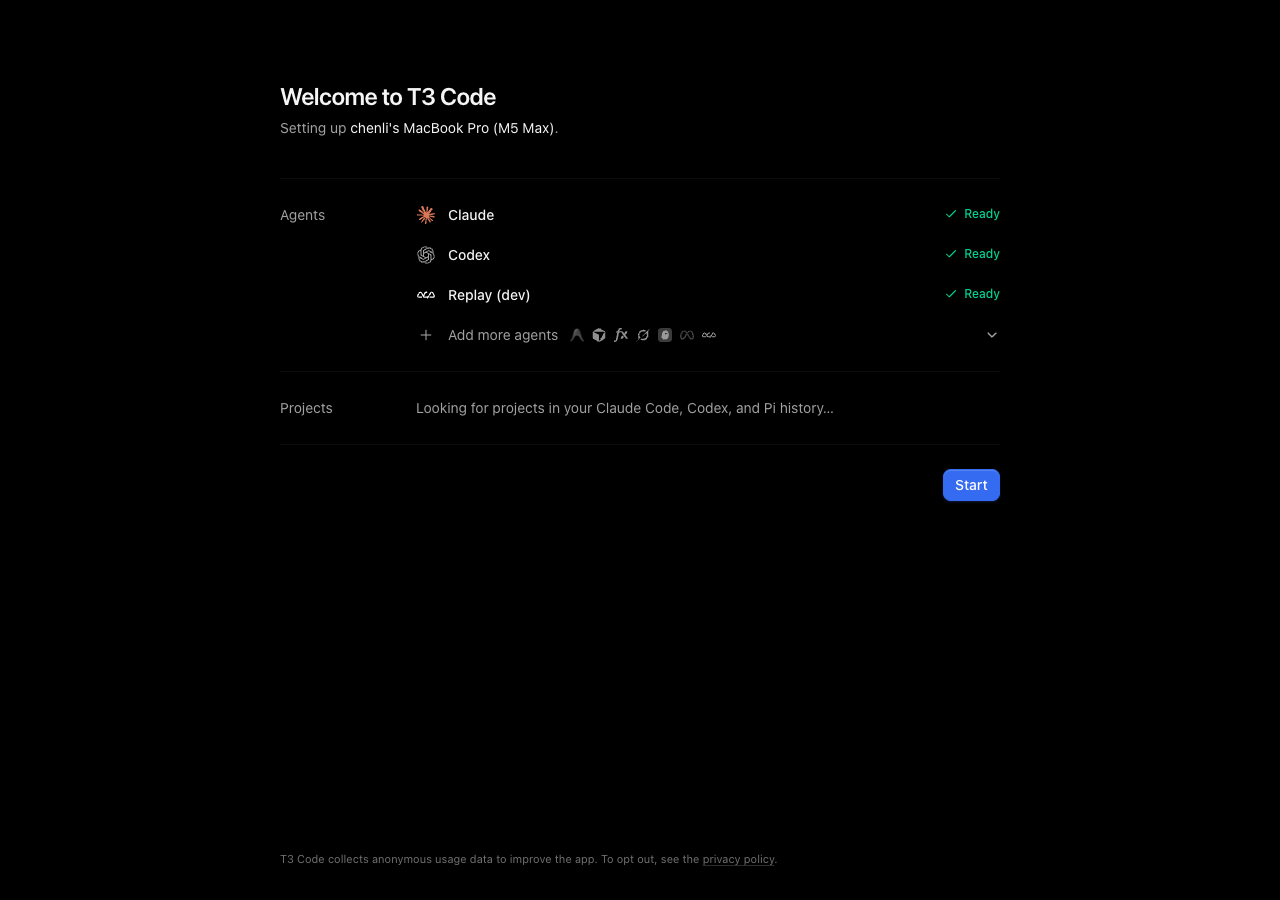 Welcome to T3 Code
Setting up chenli's MacBook Pro (M5 Max).
Agents
Claude
Ready
Codex
Ready
Replay (dev)
Ready
Add more agents
Projects
Looking for projects in your Claude Code, Codex, and Pi history...
Start
T3 Code collects anonymous usage data to improve the app. To opt out, see the privacy policy.